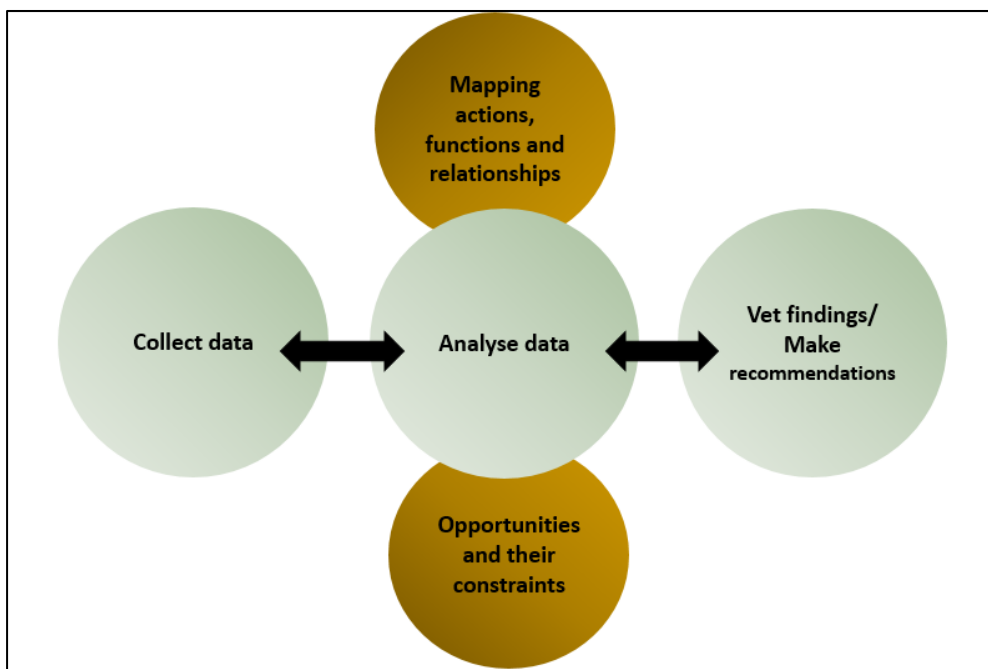 Mapping
actions,
functions and
relationships
Collect data
Analyse data
Vet findings/
Make
recommendations
Opportunities
and their
constraints